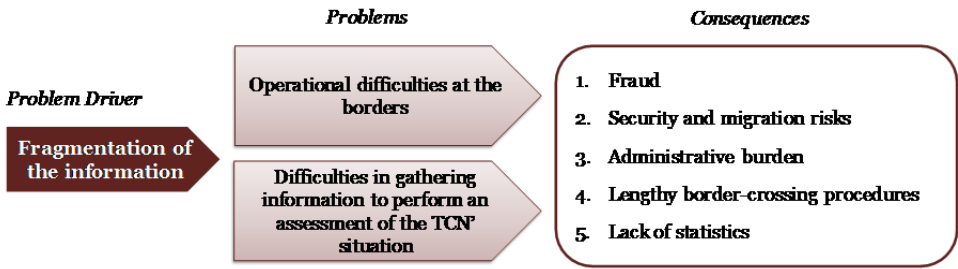 Problem Driver
Fragmentation of
the information
Problems
Operational difficulties at the
borders
Difficulties in gathering
information to perform an
assessment of the TCN'
situation
Consequences
1. Fraud
2. Security and migration risks
3. Administrative burden
4. Lengthy border-crossing procedures
5. Lack of statistics